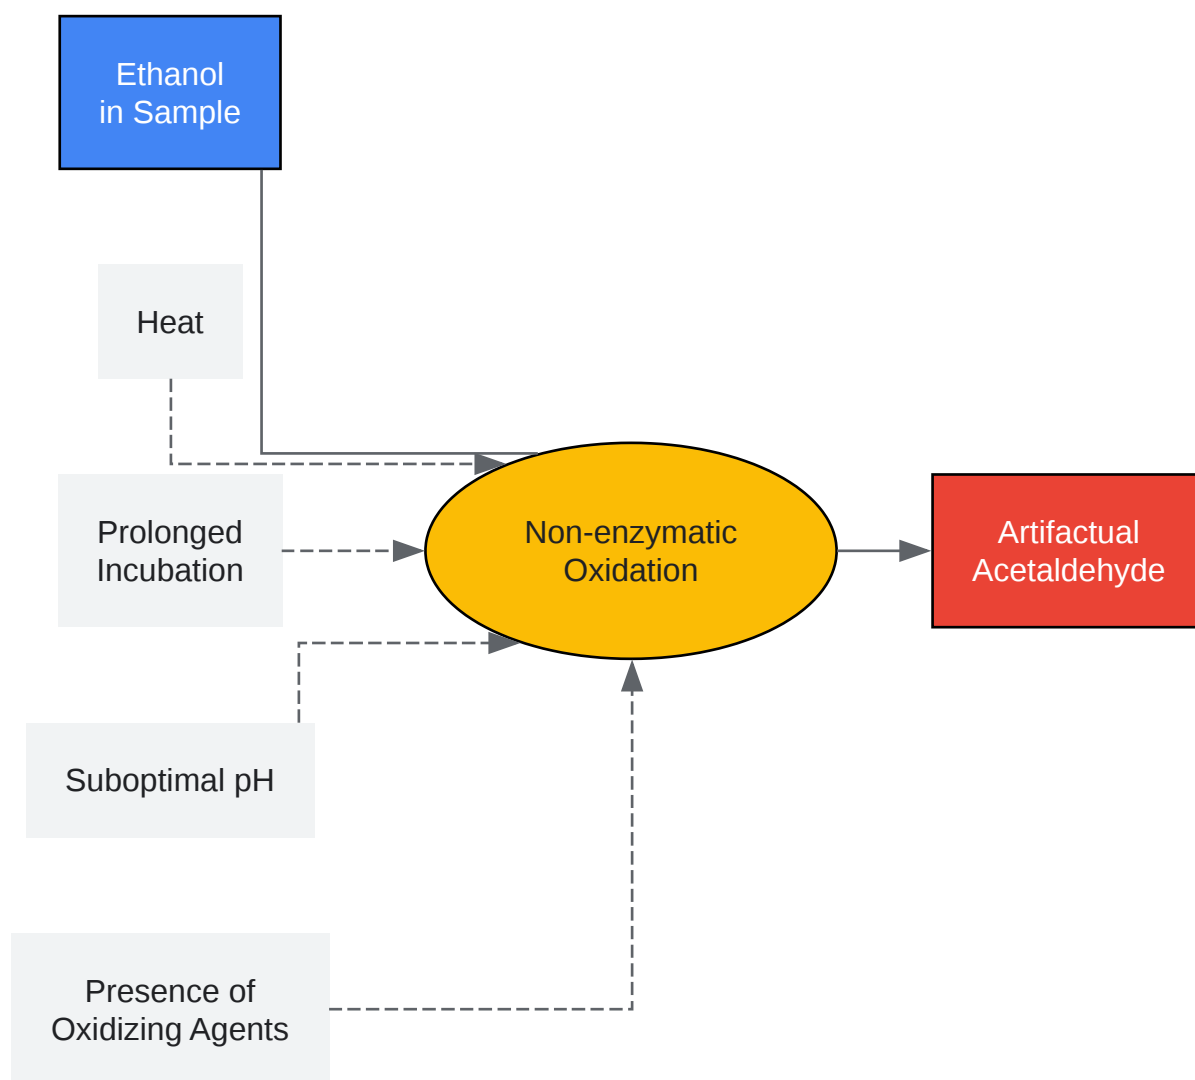 Ethanol
in Sample
Heat
Prolonged
Incubation
Non-enzymatic
Oxidation
Artifactual
Acetaldehyde
Suboptimal pH
Presence of
Oxidizing Agents